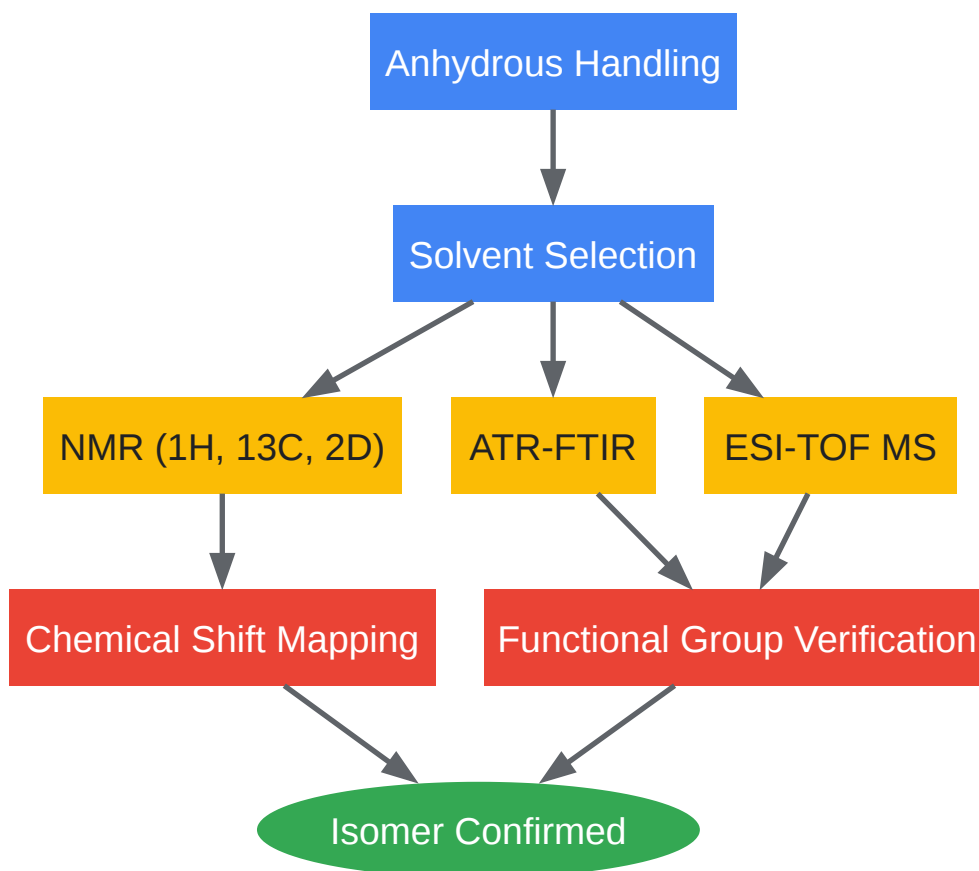 Anhydrous Handling
Solvent Selection
NMR (1H, 13C, 2D)
ATR-FTIR
ESI-TOF MS
Chemical Shift Mapping
Functional Group Verification
Isomer Confirmed